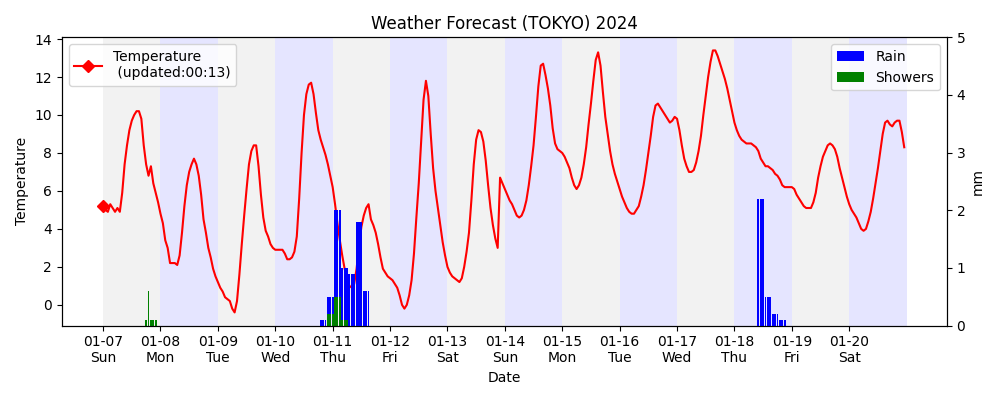 Weather Forecast (TOKYO) 2024
Temperature
(updated:00:13)
Rain
Showers
Temperature
14
12
10
8
6
4
2
0
5
4
3
2
1
0
mm
01-07 01-08 01-09 01-10 01-11 01-12 01-13 01-14 01-15 01-16 01-17 01-18 01-19 01-20
Sun Mon Tue Wed Thu Fri Sat Sun Mon Tue Wed Thu Fri Sat
Date